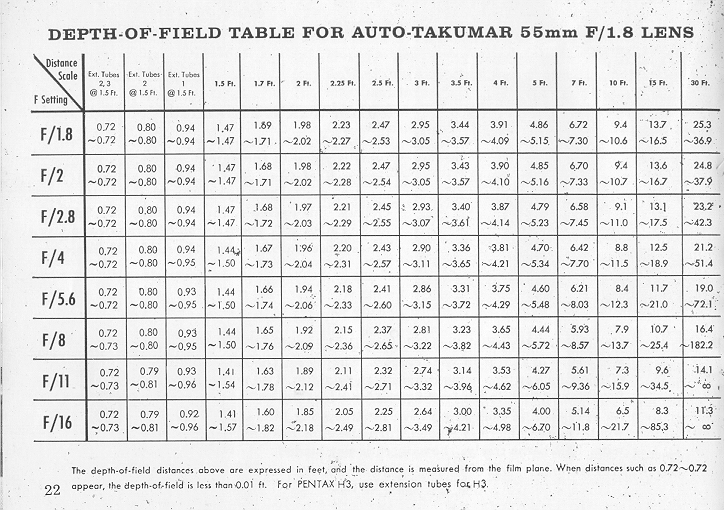 DEPTH-OF-FIELD TABLE FOR AUTO-TAKUMAR 55mm F/1.8 LENS
Distance Scale F Setting Ext. Tubes 2, 3 @ 1.5 Ft. Ext. Tubes 2 @ 1.5 Ft. Ext. Tubes 1 @ 1.5 Ft. 1.5 Ft. 1.7 Ft. 2 Ft. 2.25 Ft. 2.5 Ft. 3 Ft. 3.5 Ft. 4 Ft. 5 Ft. 7 Ft. 10 Ft. 15 Ft. 30 Ft.
F/1.8 0.72 0.80 0.94 1.47 1.69 1.98 2.23 2.47 2.95 3.44 3.91 4.86 6.72 9.4 13.7 25.3
~0.72 ~0.80 ~0.94 ~1.47 ~1.71 ~2.02 ~2.27 ~2.53 ~3.05 ~3.57 ~4.09 ~5.15 ~7.30 ~10.6 ~16.5 ~36.9
F/2 0.72 0.80 0.94 1.47 1.68 1.98 2.22 2.47 2.95 3.43 3.90 4.85 6.70 9.4 13.6 24.8
~0.72 ~0.80 ~0.94 ~1.47 ~1.71 ~2.02 ~2.28 ~2.54 ~3.05 ~3.57 ~4.10 ~5.16 ~7.33 ~10.7 ~16.7 ~37.9
F/2.8 0.72 0.80 0.94 1.47 1.68 1.97 2.21 2.45 2.93 3.40 3.87 4.79 6.58 9.1 13.1 23.2
~0.72 ~0.80 ~0.94 ~1.47 ~1.72 ~2.03 ~2.29 ~2.55 ~3.07 ~3.61 ~4.14 ~5.23 ~7.45 ~11.0 ~17.5 ~42.3
F/4 0.72 0.80 0.94 1.44 1.67 1.96 2.20 2.43 2.90 3.36 3.81 4.70 6.42 8.8 12.5 21.2
~0.72 ~0.80 ~0.95 ~1.50 ~1.73 ~2.04 ~2.31 ~2.57 ~3.11 ~3.65 ~4.21 ~5.34 ~7.70 ~11.5 ~18.9 ~51.4
F/5.6 0.72 0.80 0.93 1.44 1.66 1.94 2.18 2.41 2.86 3.31 3.75 4.60 6.21 8.4 11.7 19.0
~0.72 ~0.80 ~0.95 ~1.50 ~1.74 ~2.06 ~2.33 ~2.60 ~3.15 ~3.72 ~4.29 ~5.48 ~8.03 ~12.3 ~21.0 ~72.1
F/8 0.72 0.80 0.93 1.44 1.65 1.92 2.15 2.37 2.81 3.23 3.65 4.44 5.93 7.9 10.7 16.4
~0.73 ~0.80 ~0.95 ~1.50 ~1.76 ~2.09 ~2.36 ~2.65 ~3.22 ~3.82 ~4.43 ~5.72 ~8.57 ~13.7 ~25.4 ~182.2
F/11 0.72 0.79 0.93 1.41 1.63 1.89 2.11 2.32 2.74 3.14 3.53 4.27 5.61 7.3 9.6 14.1
~0.73 ~0.81 ~0.96 ~1.54 ~1.78 ~2.12 ~2.41 ~2.71 ~3.32 ~3.96 ~4.62 ~6.05 ~9.36 ~15.9 ~34.5 ~∞
F/16 0.72 0.79 0.92 1.41 1.60 1.85 2.05 2.25 2.64 3.00 3.35 4.00 5.14 6.5 8.3 11.3
~0.73 ~0.81 ~0.96 ~1.57 ~1.82 ~2.18 ~2.49 ~2.81 ~3.49 ~4.21 ~4.98 ~6.70 ~11.8 ~21.7 ~85.3 ~∞
The depth-of-field distances above are expressed in feet, and the distance is measured from the film plane. When distances such as 0.72~0.72
appear, the depth-of-field is less than 0.01 ft. For PENTAX H3, use extension tubes for H3.
22